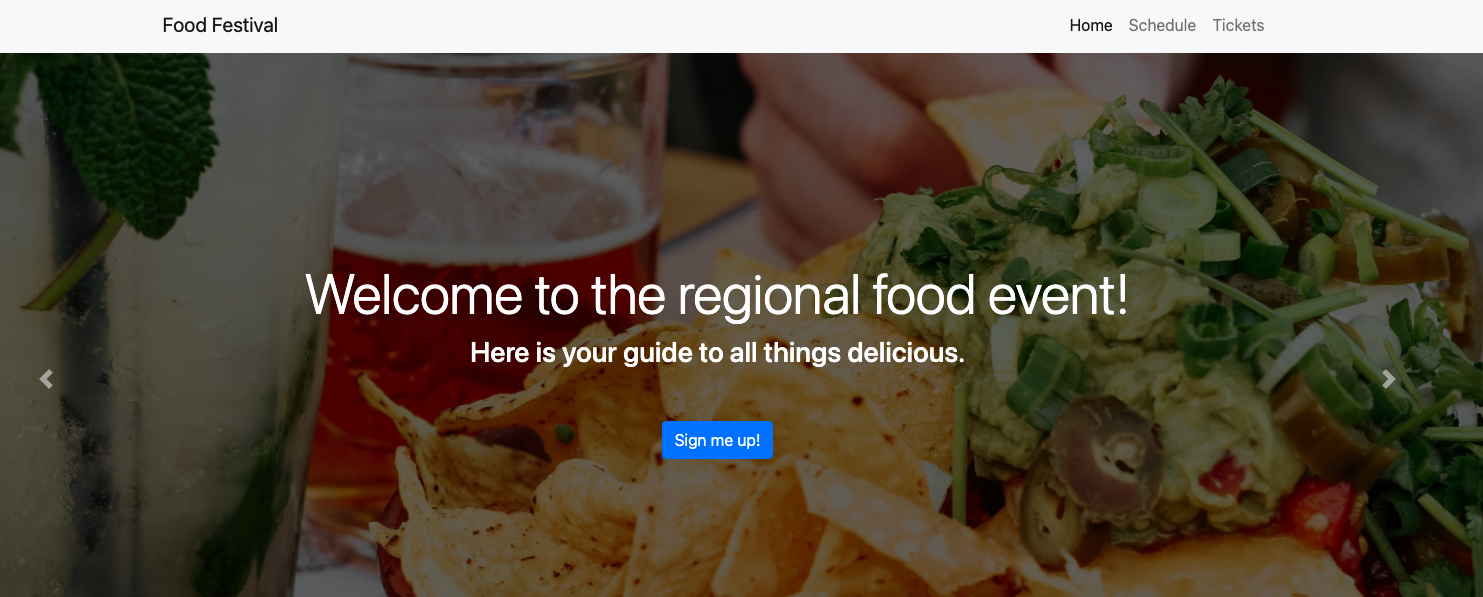 Food Festival
Home Schedule Tickets
Welcome to the regional food event!
Here is your guide to all things delicious.
Sign me up!